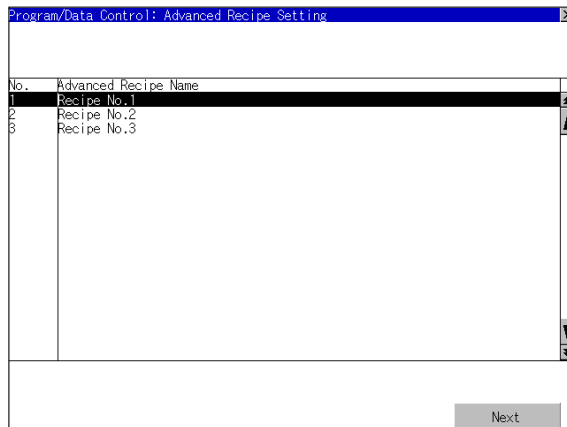 Program/Data Control: Advanced Recipe Setting
No. Advanced Recipe Name
1 Recipe No.1
2 Recipe No.2
3 Recipe No.3
Next